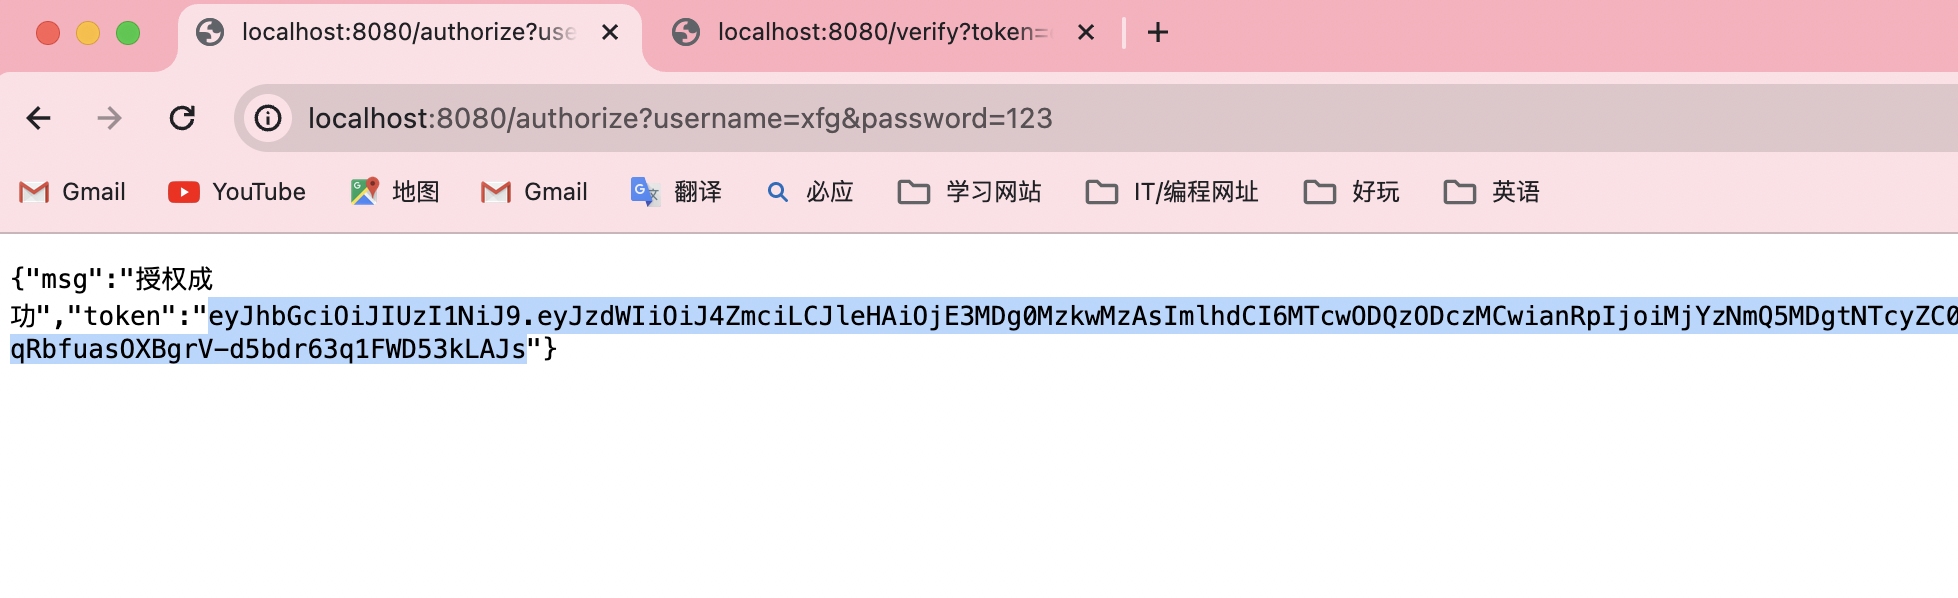 localhost:8080/authorize?use
localhost:8080/verify?token=
localhost:8080/authorize?username=xfg&password=123
Gmail YouTube 地图 Gmail 翻译 必应 学习网站 IT/编程网址 好玩 英语
{"msg":"授权成
功","token":"eyJhbGciOiJIUzI1NiJ9.eyJzdWIiOiJ4ZmciLCJleHAiOjE3MDg0MzkwMzAsImlhdCI6MTcwODQzODczMCwianRpIjoiMjYzNmQ5MDgtNTcyZC0
qRbfuasOXBgrV-d5bdr63q1FWD53kLAJs"}